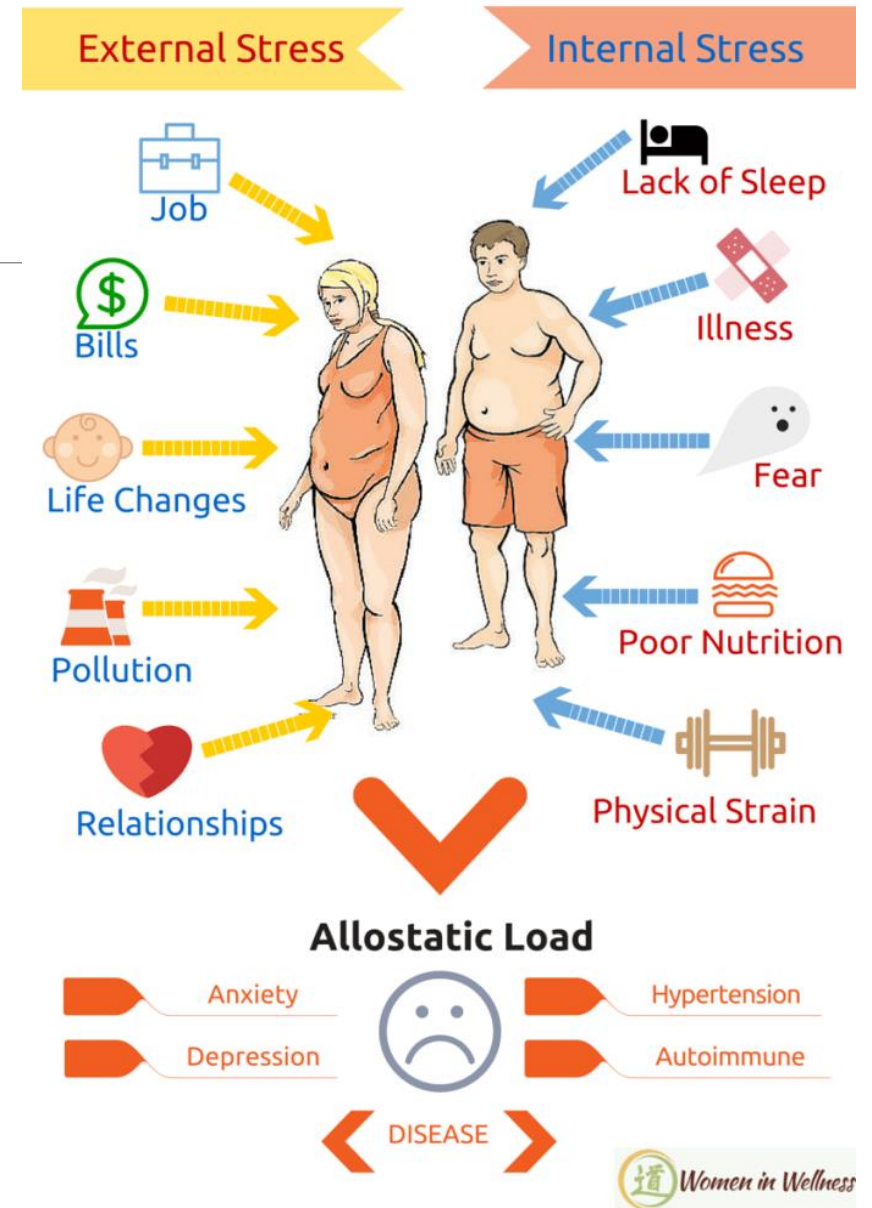 External Stress
Internal Stress
Job
Bills
Life Changes
Pollution
Relationships
Lack of Sleep
Illness
Fear
Poor Nutrition
Physical Strain
Allostatic Load
Anxiety
Depression
Hypertension
Autoimmune
DISEASE
道 Women in Wellness